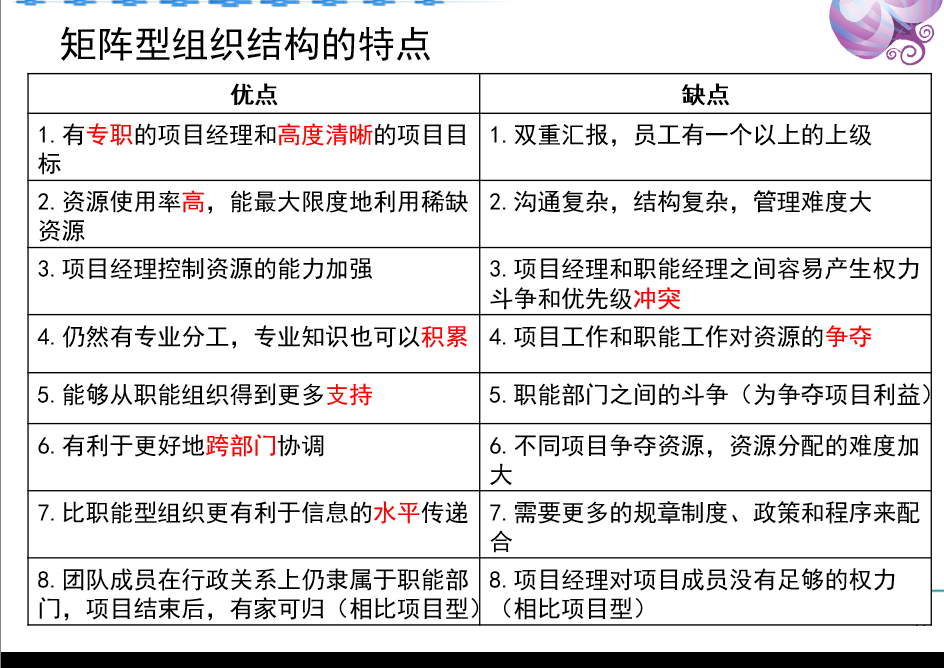 矩阵型组织结构的特点
优点
缺点
1.有专职的项目经理和高度清晰的项目目
标
1.双重汇报，员工有一个以上的上级
2.资源使用率高，能最大限度地利用稀缺
资源
2.沟通复杂，结构复杂，管理难度大
3.项目经理控制资源的能力加强
3.项目经理和职能经理之间容易产生权力
斗争和优先级冲突
4.仍然有专业分工，专业知识也可以积累
4.项目工作和职能工作对资源的争夺
5.能够从职能组织得到更多支持
5.职能部门之间的斗争（为争夺项目利益）
6.有利于更好地跨部门协调
6.不同项目争夺资源，资源分配的难度加
大
7.比职能型组织更有利于信息的水平传递
7.需要更多的规章制度、政策和程序来配
合
8.团队成员在行政关系上仍隶属于职能部
门，项目结束后，有家可归（相比项目型）
8.项目经理对项目成员没有足够的权力
（相比项目型）